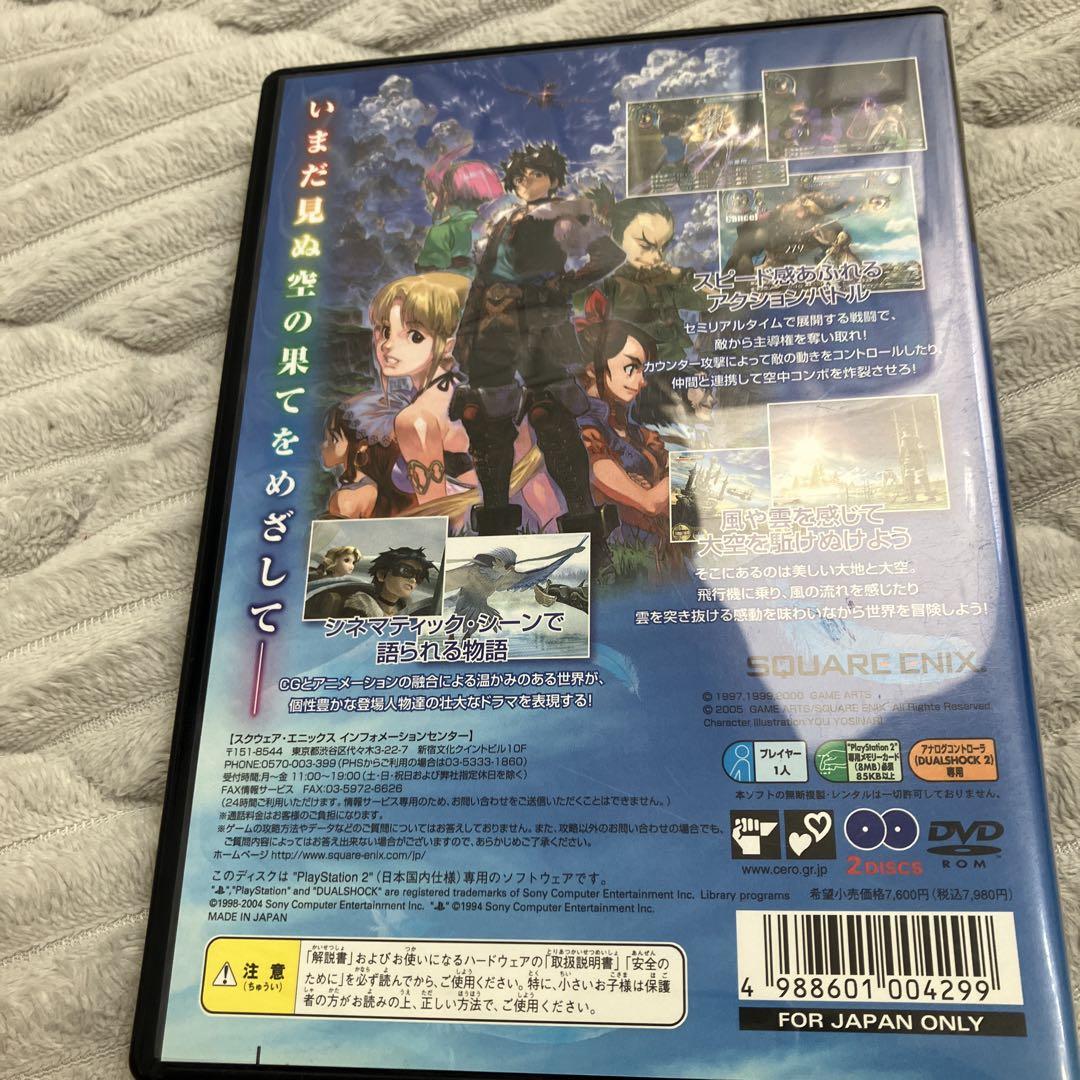 いまだ見ぬ空の果てをめざして――
Cancel
279
スピード感あふれる
アクションバトル
セミリアルタイムで展開する戦闘で、
敵から主導権を奪い取れ!
カウンター攻撃によって敵の動きをコントロールしたり、
仲間と連携して空中コンボを炸裂させろ!
風や雲を感じて
大空を駈けぬけよう
そこにあるのは美しい大地と大空。
飛行機に乗り、風の流れを感じたり
雲を突き抜ける感動を味わいながら世界を冒険しよう!
シネマティック・シーンで
語られる物語
CGとアニメーションの融合による温かみのある世界が、
個性豊かな登場人物達の壮大なドラマを表現する!
SQUARE ENIX.
© 1997,1999,2000 GAME ARTS
© 2005 GAME ARTS/SQUARE ENIX All Rights Reserved.
Character Illustration:YOU YOSINARI
【スクウェア・エニックス インフォメーションセンター】
〒151-8544 東京都渋谷区代々木3-22-7 新宿文化クイントビル10F
PHONE:0570-003-399 (PHSからご利用の場合は03-5333-1860)
受付時間:月〜金 11:00〜19:00(土・日・祝日および弊社指定休日を除く)
FAX情報サービス FAX:03-5972-6626
(24時間ご利用いただけます。情報サービス専用のため、お問い合わせをご送信いただくことはできません。)
※通話料金はお客様のご負担になります。
※ゲームの攻略方法やデータなどのご質問についてはお答えしておりません。また、攻略以外のお問い合わせの場合でも、
ご質問内容によってはお答え出来ない場合がございますので、あらかじめご了承ください。
ホームページ http://www.square-enix.com/jp/
プレイヤー
1人
"PlayStation 2"
専用メモリーカード
(8MB)必須
85KB以上
アナログコントローラ
(DUALSHOCK 2)
専用
本ソフトの無断複製・レンタルは一切許可しておりません。
www.cero.gr.jp
2 DISCS
DVD
ROM
このディスクは "PlayStation 2" (日本国内仕様) 専用のソフトウェアです。
"PS","PlayStation" and "DUALSHOCK" are registered trademarks of Sony Computer Entertainment Inc. Library programs
©1998-2004 Sony Computer Entertainment Inc. "PS" ©1994 Sony Computer Entertainment Inc.
MADE IN JAPAN
希望小売価格7,600円(税込7,980円)
注意
(ちゅうい)
「解説書」およびお使いになるハードウェアの「取扱説明書」「安全の
ために」を必ず読んでから、ご使用ください。特に、小さいお子様は保護
者の方がお読みの上、正しい方法で、ご使用ください。
4 988601 004299
FOR JAPAN ONLY